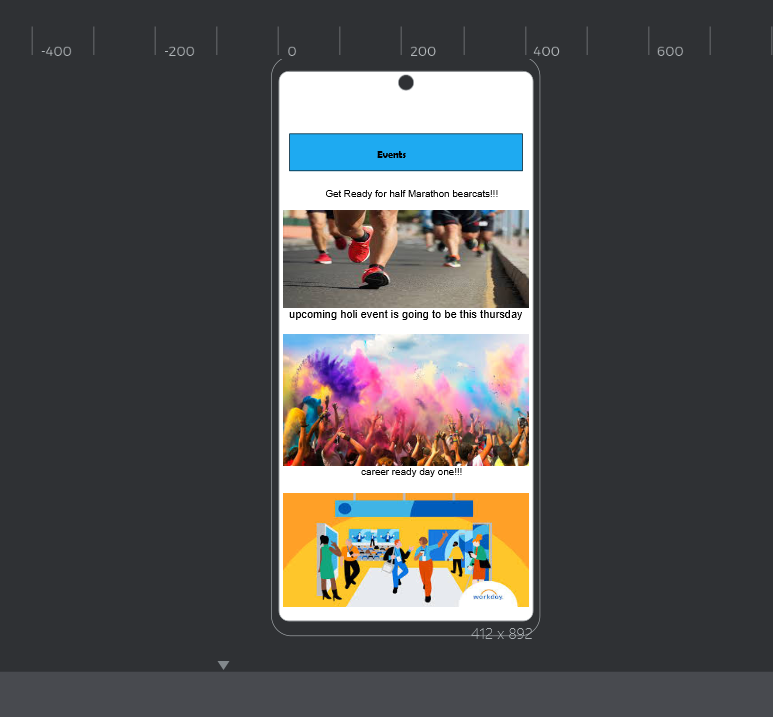 -400
-200
0
200
400
600
Events
Get Ready for half Marathon bearcats!!!
upcoming holi event is going to be this thursday
career ready day one!!!
workday
412 x 892